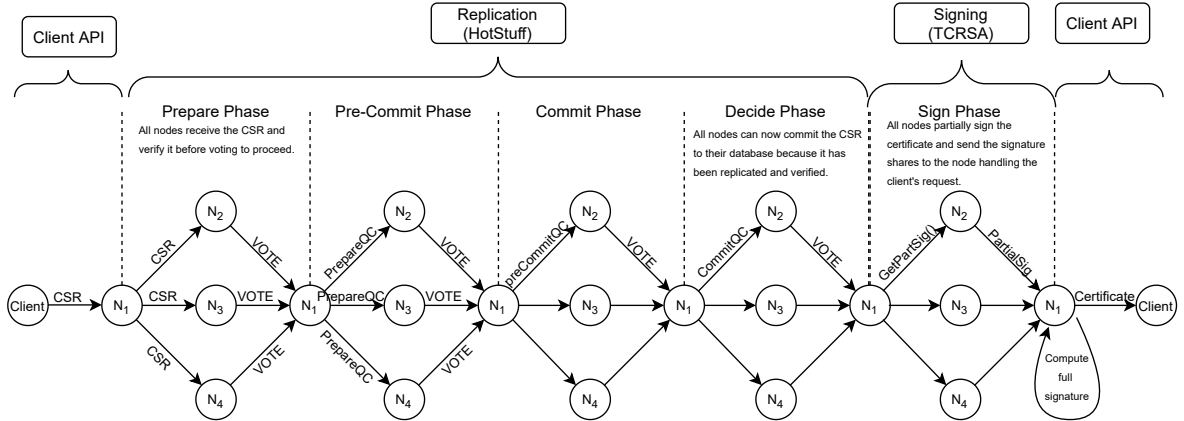 Client API
Replication
(HotStuff)
Signing
(TCRSA)
Client API
Prepare Phase
All nodes receive the CSR and
verify it before voting to proceed.
Pre-Commit Phase
Commit Phase
Decide Phase
All nodes can now commit the CSR
to their database because it has
been replicated and verified.
Sign Phase
All nodes partially sign the
certificate and send the signature
shares to the node handling the
client's request.
N2
N2
N2
N2
N2
CSR
VOTE
PrepareQC
VOTE
preCommitQC
VOTE
CommitQC
VOTE
GetPartSig()
PartialSig
Client
CSR
N1
CSR
N3
VOTE
N1
PrepareQC
N3
VOTE
N1
N3
N1
N3
N1
N3
N1
Certificate
Client
CSR
VOTE
PrepareQC
VOTE
N4
N4
N4
N4
N4
Compute
full
signature